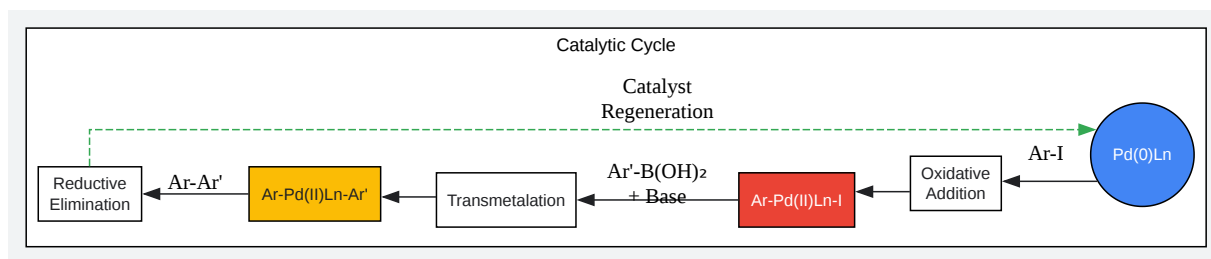 Catalytic Cycle
Catalyst
Regeneration
Reductive
Elimination
Ar-Ar'
Ar-Pd(II)Ln-Ar'
Transmetalation
Ar'-B(OH)₂
+ Base
Ar-Pd(II)Ln-I
Oxidative
Addition
Ar-I
Pd(0)Ln